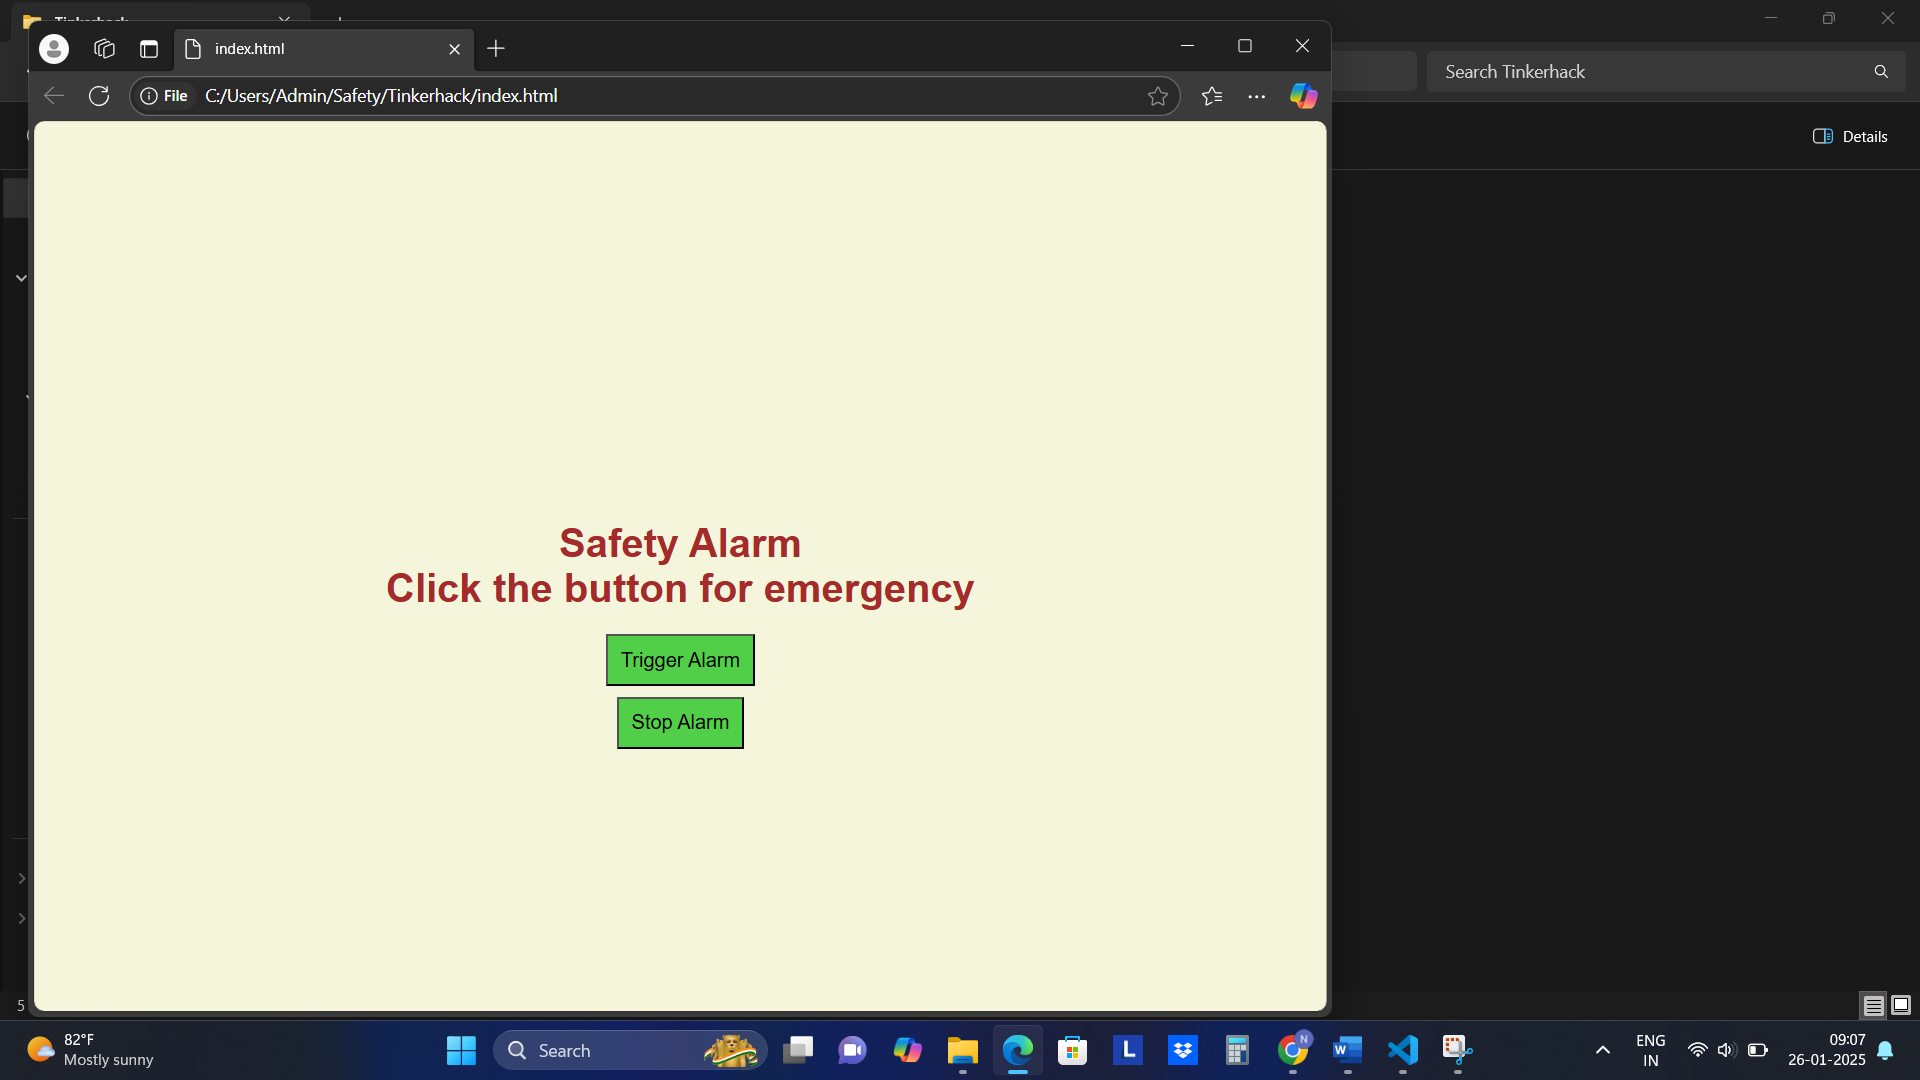 index.html
File C:/Users/Admin/Safety/Tinkerhack/index.html
Search Tinkerhack
Details
Safety Alarm
Click the button for emergency
Trigger Alarm
Stop Alarm
5
82°F
Mostly sunny
Search
L
N
W
ENG
IN
09:07
26-01-2025